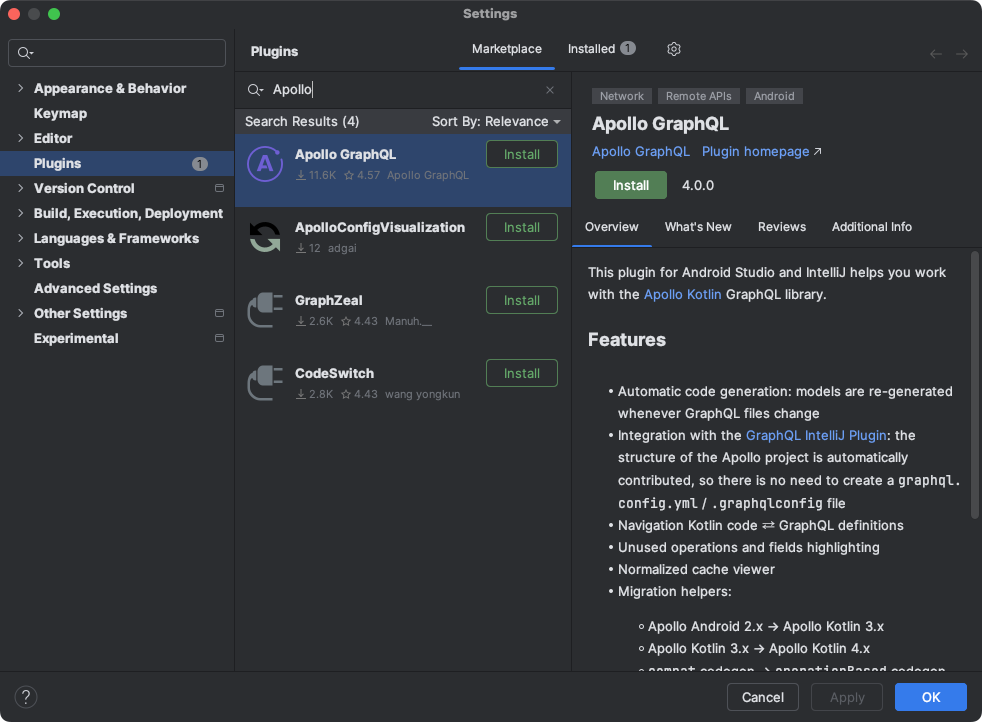 Settings
Appearance & Behavior
Keymap
Editor
Plugins 1
Version Control
Build, Execution, Deployment
Languages & Frameworks
Tools
Advanced Settings
Other Settings
Experimental
Plugins
Marketplace
Installed 1
Apollo
Search Results (4) Sort By: Relevance
Apollo GraphQL
11.6K 4.57 Apollo GraphQL
Install
ApolloConfigVisualization
12 adgai
Install
GraphZeal
2.6K 4.43 Manuh.__
Install
CodeSwitch
2.8K 4.43 wang yongkun
Install
Network Remote APIs Android
Apollo GraphQL
Apollo GraphQL Plugin homepage ↗
Install 4.0.0
Overview What's New Reviews Additional Info
This plugin for Android Studio and IntelliJ helps you work
with the Apollo Kotlin GraphQL library.
Features
• Automatic code generation: models are re-generated
whenever GraphQL files change
• Integration with the GraphQL IntelliJ Plugin: the
structure of the Apollo project is automatically
contributed, so there is no need to create a graphql.
config.yml / .graphqlconfig file
• Navigation Kotlin code ⇄ GraphQL definitions
• Unused operations and fields highlighting
• Normalized cache viewer
• Migration helpers:
◦ Apollo Android 2.x → Apollo Kotlin 3.x
◦ Apollo Kotlin 3.x → Apollo Kotlin 4.x
◦ compat codegen → operationBased codegen
?
Cancel
Apply
OK